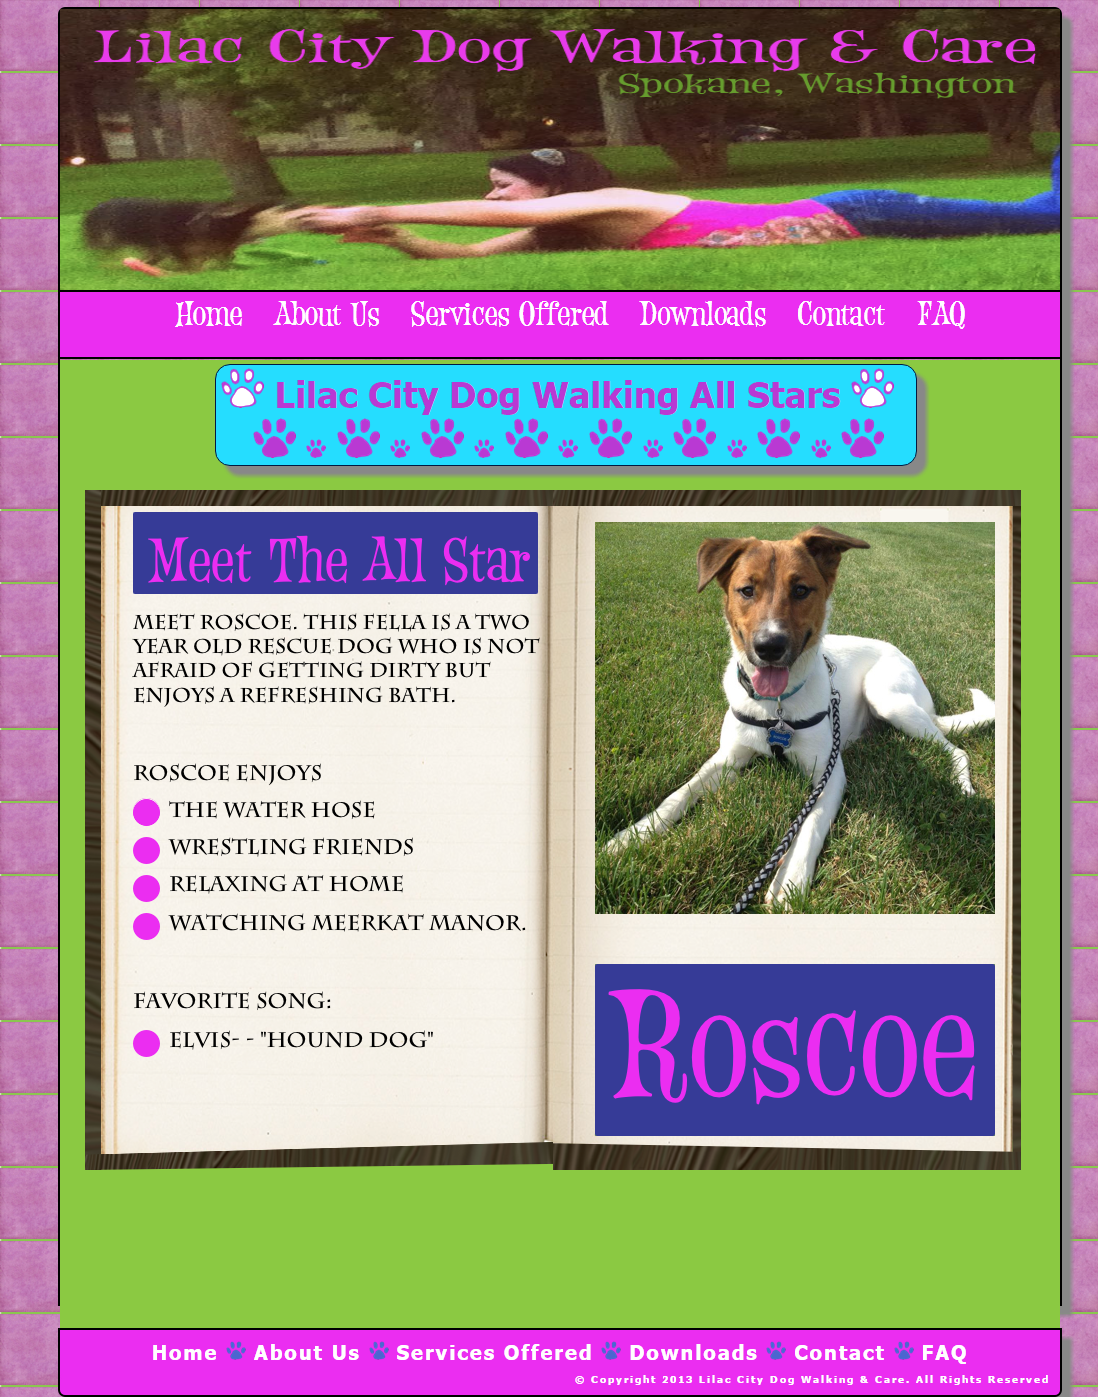 Lilac City Dog Walking & Care
Spokane, Washington
Home About Us Services Offered Downloads Contact FAQ
Lilac City Dog Walking All Stars
Meet The All Star
MEET ROSCOE. THIS FELLA IS A TWO
YEAR OLD RESCUE DOG WHO IS NOT
AFRAID OF GETTING DIRTY BUT
ENJOYS A REFRESHING BATH.
ROSCOE ENJOYS
THE WATER HOSE
WRESTLING FRIENDS
RELAXING AT HOME
WATCHING MEERKAT MANOR.
FAVORITE SONG:
ELVIS- - "HOUND DOG"
Roscoe
Home About Us Services Offered Downloads Contact FAQ
© Copyright 2013 Lilac City Dog Walking & Care. All Rights Reserved